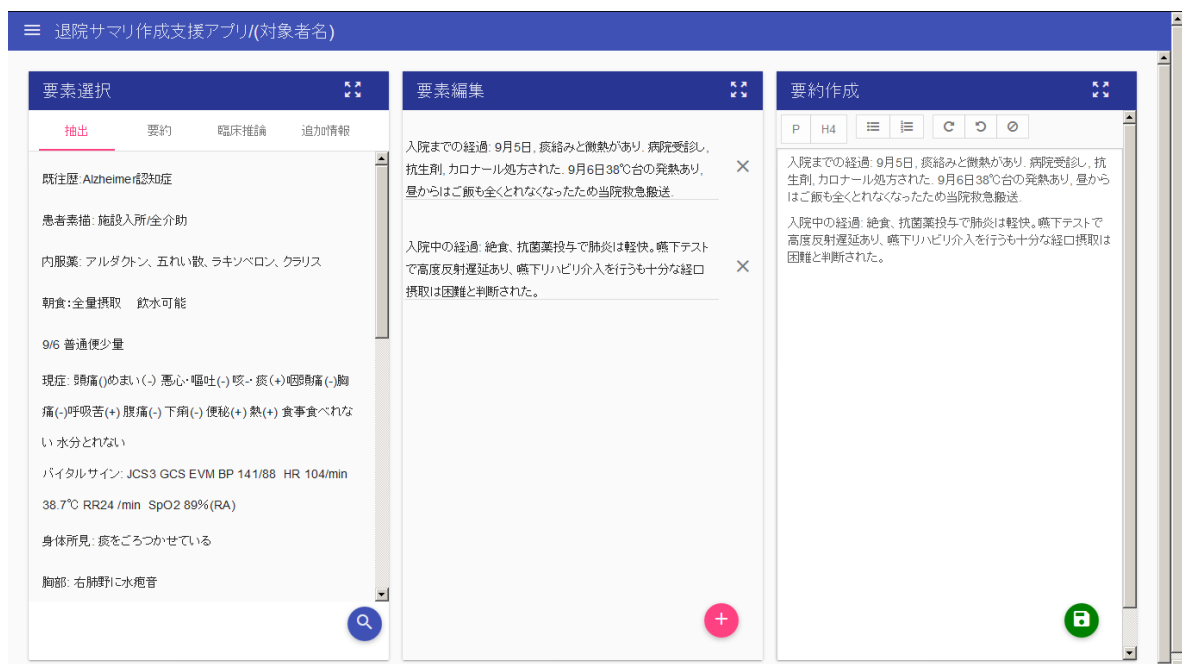 退院サマリ作成支援アプリ/(対象者名)
要素選択
抽出 要約 臨床推論 追加情報
既往歴:Alzheimer認知症
患者素描: 施設入所/全介助
内服薬: アルダクトン、五れい散、ラキソベロン、クラリス
朝食:全量摂取 飲水可能
9/6 普通便少量
現症: 頭痛()めまい(-) 悪心・嘔吐(-) 咳-・痰(+)咽頭痛(-)胸
痛(-)呼吸苦(+) 腹痛(-) 下痢(-) 便秘(+) 熱(+) 食事食べれな
い 水分とれない
バイタルサイン: JCS3 GCS EVM BP 141/88 HR 104/min
38.7℃ RR24 /min SpO2 89%(RA)
身体所見: 痰をごろつかせている
胸部: 右肺野に水疱音
要素編集
入院までの経過: 9月5日, 痰絡みと微熱があり. 病院受診し,
抗生剤, カロナール処方された. 9月6日38℃台の発熱あり,
昼からはご飯も全くとれなくなったため当院救急搬送.
入院中の経過: 絶食、抗菌薬投与で肺炎は軽快。嚥下テスト
で高度反射遅延あり、嚥下リハビリ介入を行うも十分な経口
摂取は困難と判断された。
要約作成
P H4
入院までの経過: 9月5日, 痰絡みと微熱があり. 病院受診し, 抗
生剤, カロナール処方された. 9月6日38℃台の発熱あり, 昼から
はご飯も全くとれなくなったため当院救急搬送.
入院中の経過: 絶食、抗菌薬投与で肺炎は軽快。嚥下テストで
高度反射遅延あり、嚥下リハビリ介入を行うも十分な経口摂取は
困難と判断された。